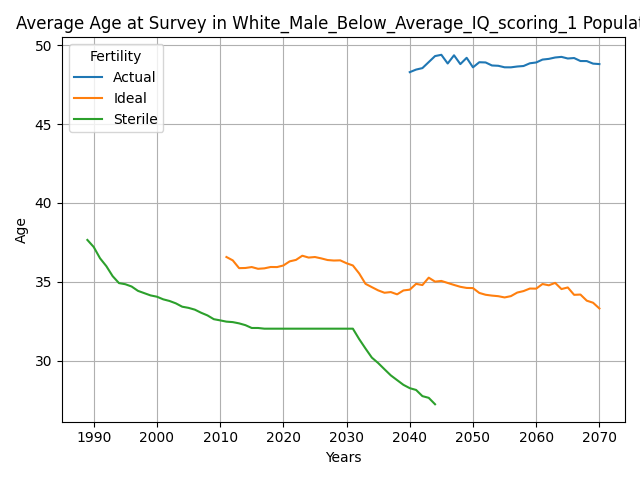 Average Age at Survey in White_Male_Below_Average_IQ_scoring_1 Populat
Fertility
Actual
Ideal
Sterile
50
45
40
35
30
Age
1990 2000 2010 2020 2030 2040 2050 2060 2070
Years